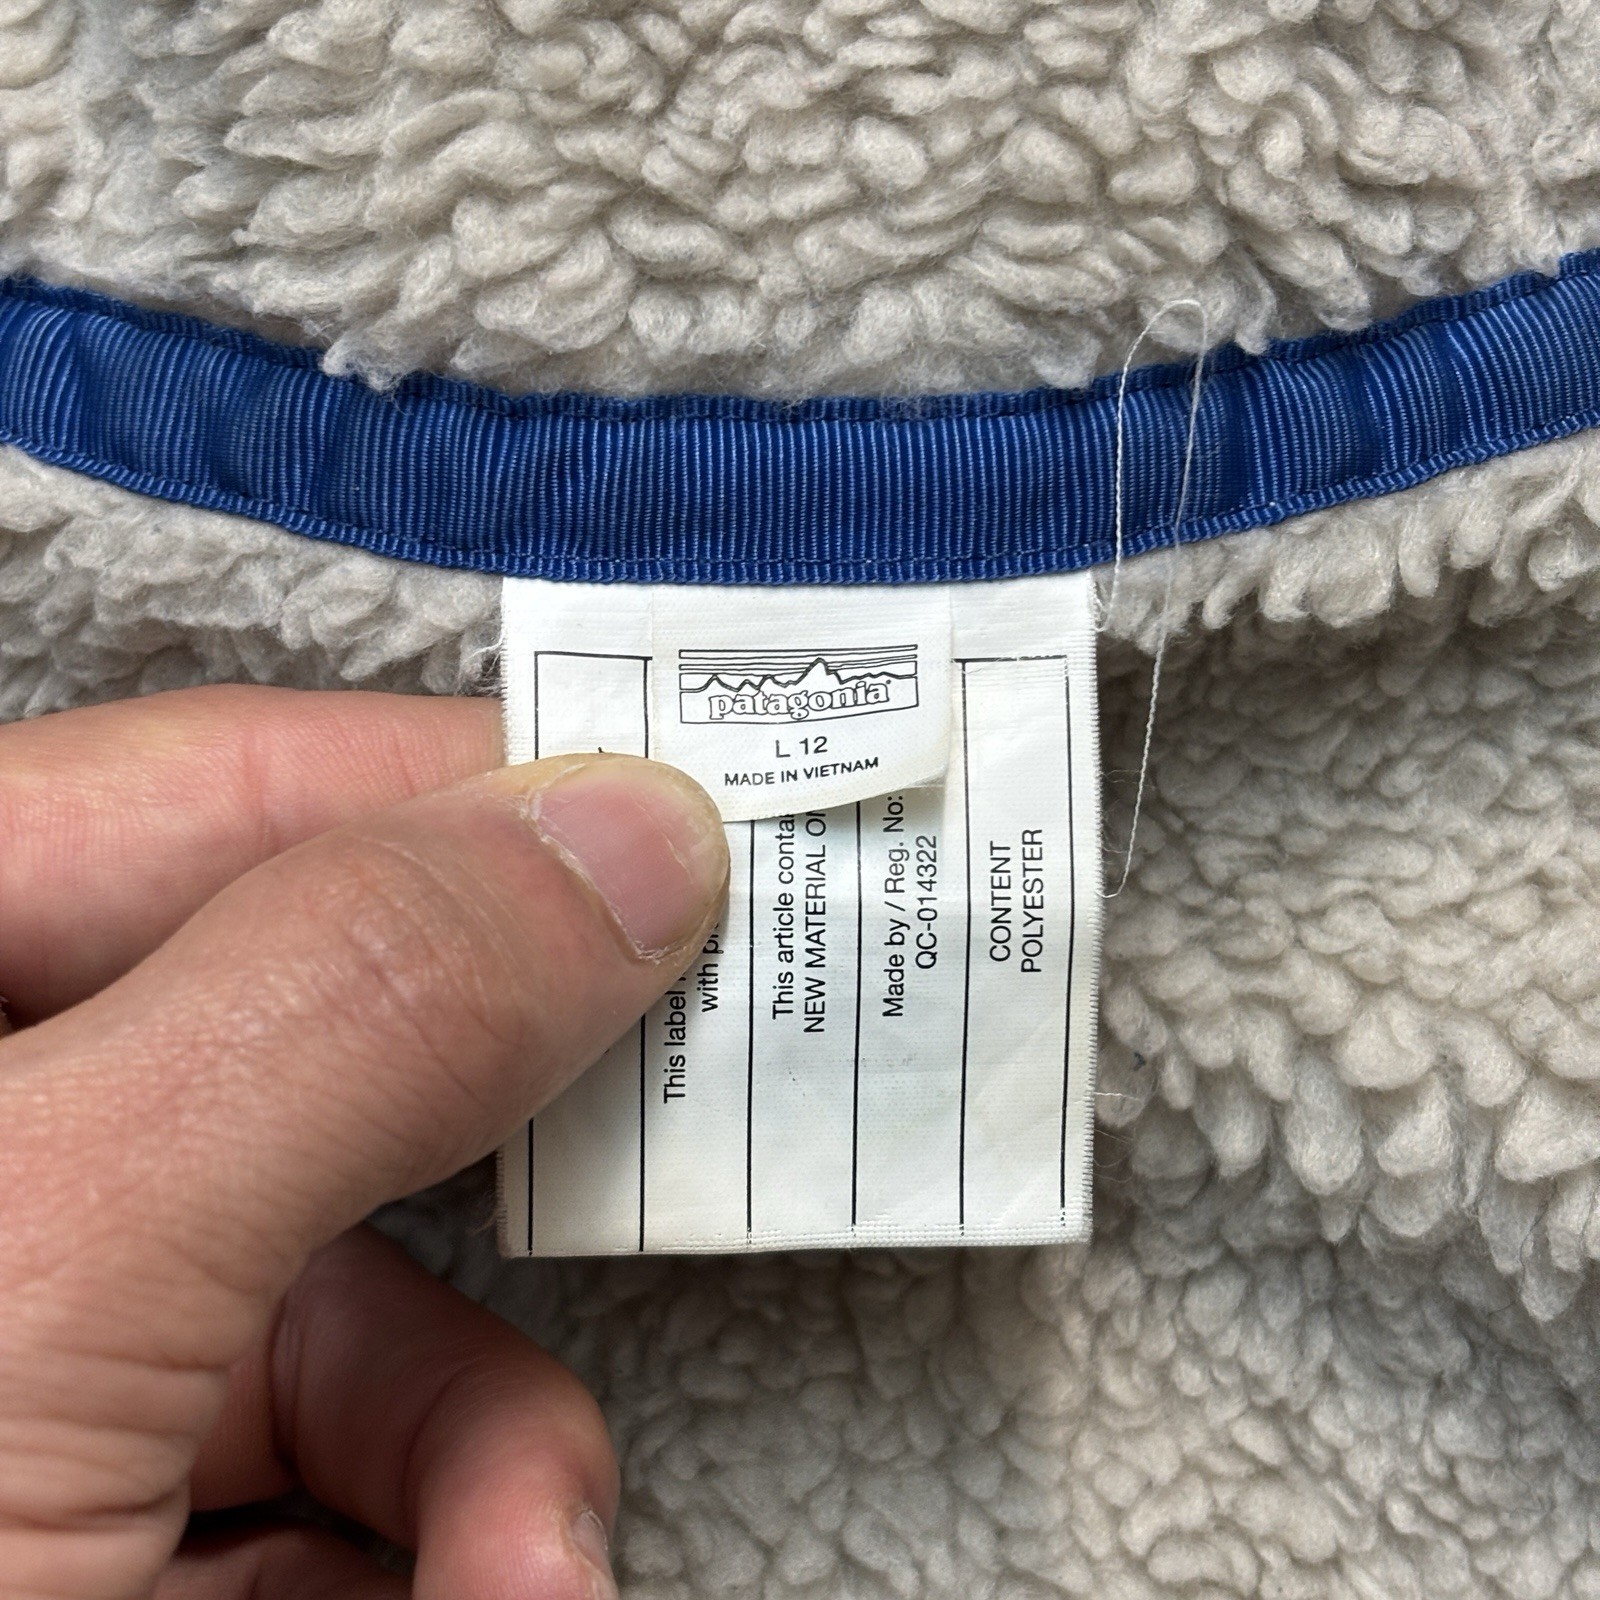 patagonia
L 12
MADE IN VIETNAM
This label
with
This article
NEW MATERIAL
Made by / Reg. No:
QC-014322
CONTENT
POLYESTER